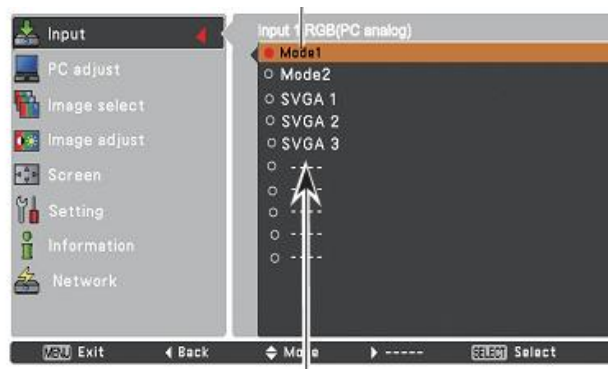 Input
PC adjust
Image select
Image adjust
Screen
Setting
Information
Network
Input 1 RGB(PC analog)
Mode1
Mode2
SVGA 1
SVGA 2
SVGA 3
-----
-----
-----
-----
-----
MENU Exit Back Move ----- SELECT Select